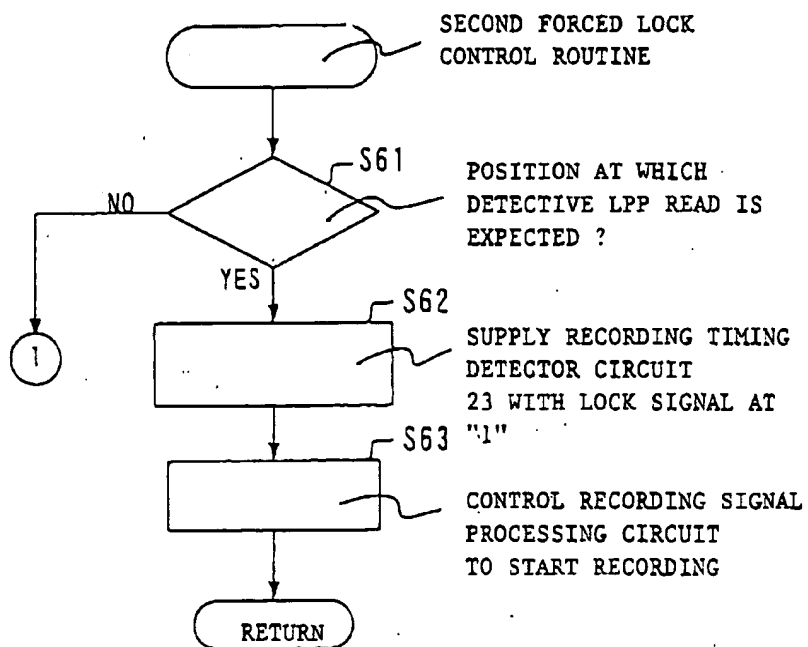 SECOND FORCED LOCK
CONTROL ROUTINE
S61
POSITION AT WHICH
DETECTIVE LPP READ IS
EXPECTED ?
NO
YES
1
S62
SUPPLY RECORDING TIMING
DETECTOR CIRCUIT
23 WITH LOCK SIGNAL AT
"1"
S63
CONTROL RECORDING SIGNAL
PROCESSING CIRCUIT
TO START RECORDING
RETURN